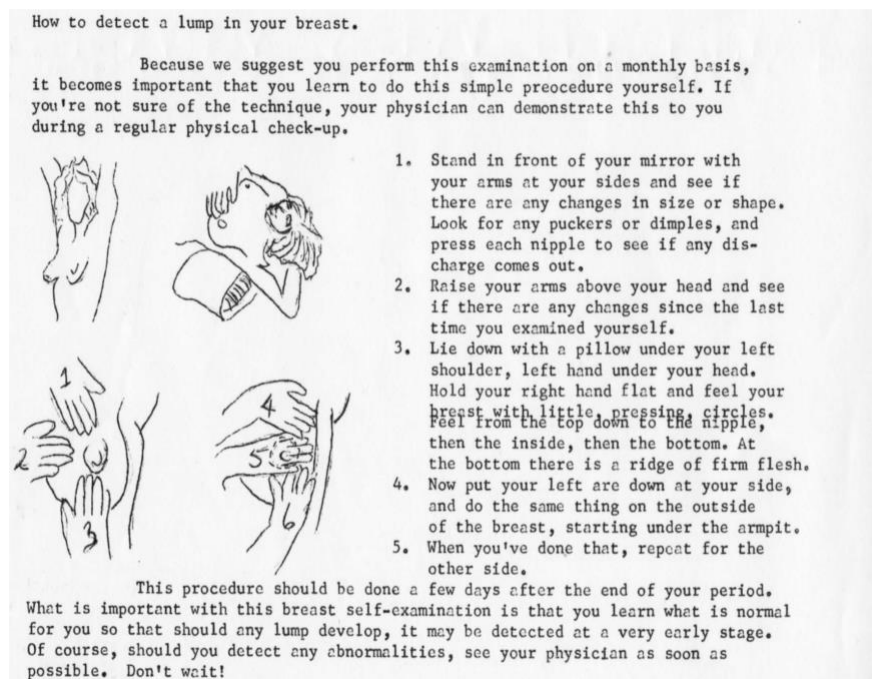 How to detect a lump in your breast.
Because we suggest you perform this examination on a monthly basis,
it becomes important that you learn to do this simple preocedure yourself. If
you're not sure of the technique, your physician can demonstrate this to you
during a regular physical check-up.
1. Stand in front of your mirror with
your arms at your sides and see if
there are any changes in size or shape.
Look for any puckers or dimples, and
press each nipple to see if any dis-
charge comes out.
2. Raise your arms above your head and see
if there are any changes since the last
time you examined yourself.
3. Lie down with a pillow under your left
shoulder, left hand under your head.
Hold your right hand flat and feel your
breast with little, pressing, circles.
Feel from the top down to the nipple,
then the inside, then the bottom. At
the bottom there is a ridge of firm flesh.
4. Now put your left are down at your side,
and do the same thing on the outside
of the breast, starting under the armpit.
5. When you've done that, repeat for the
other side.
1
2
3
4
5
6
This procedure should be done a few days after the end of your period.
What is important with this breast self-examination is that you learn what is normal
for you so that should any lump develop, it may be detected at a very early stage.
Of course, should you detect any abnormalities, see your physician as soon as
possible. Don't wait!